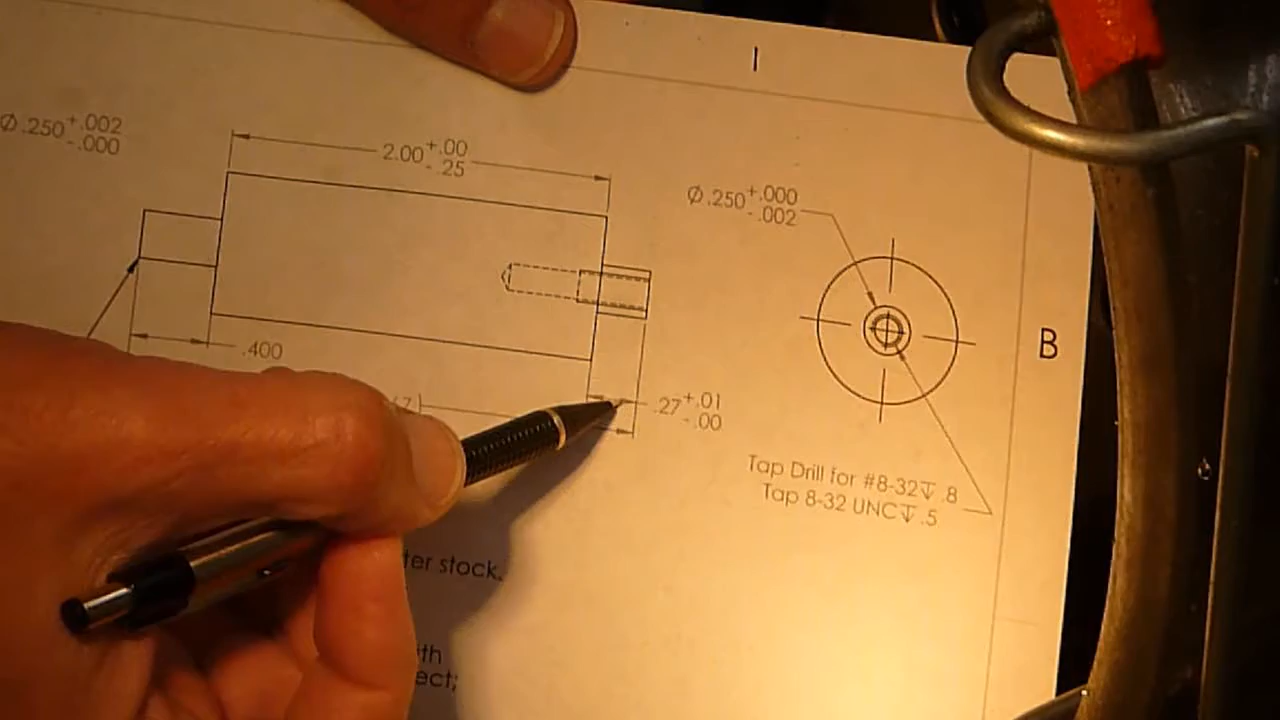 I
Ø.250+.002
-.000
2.00+.00
-.25
Ø.250+.000
-.002
B
.400
.27+.01
-.00
Tap Drill for #8-32↧.8
Tap 8-32 UNC↧.5
ter stock.
th
ect;